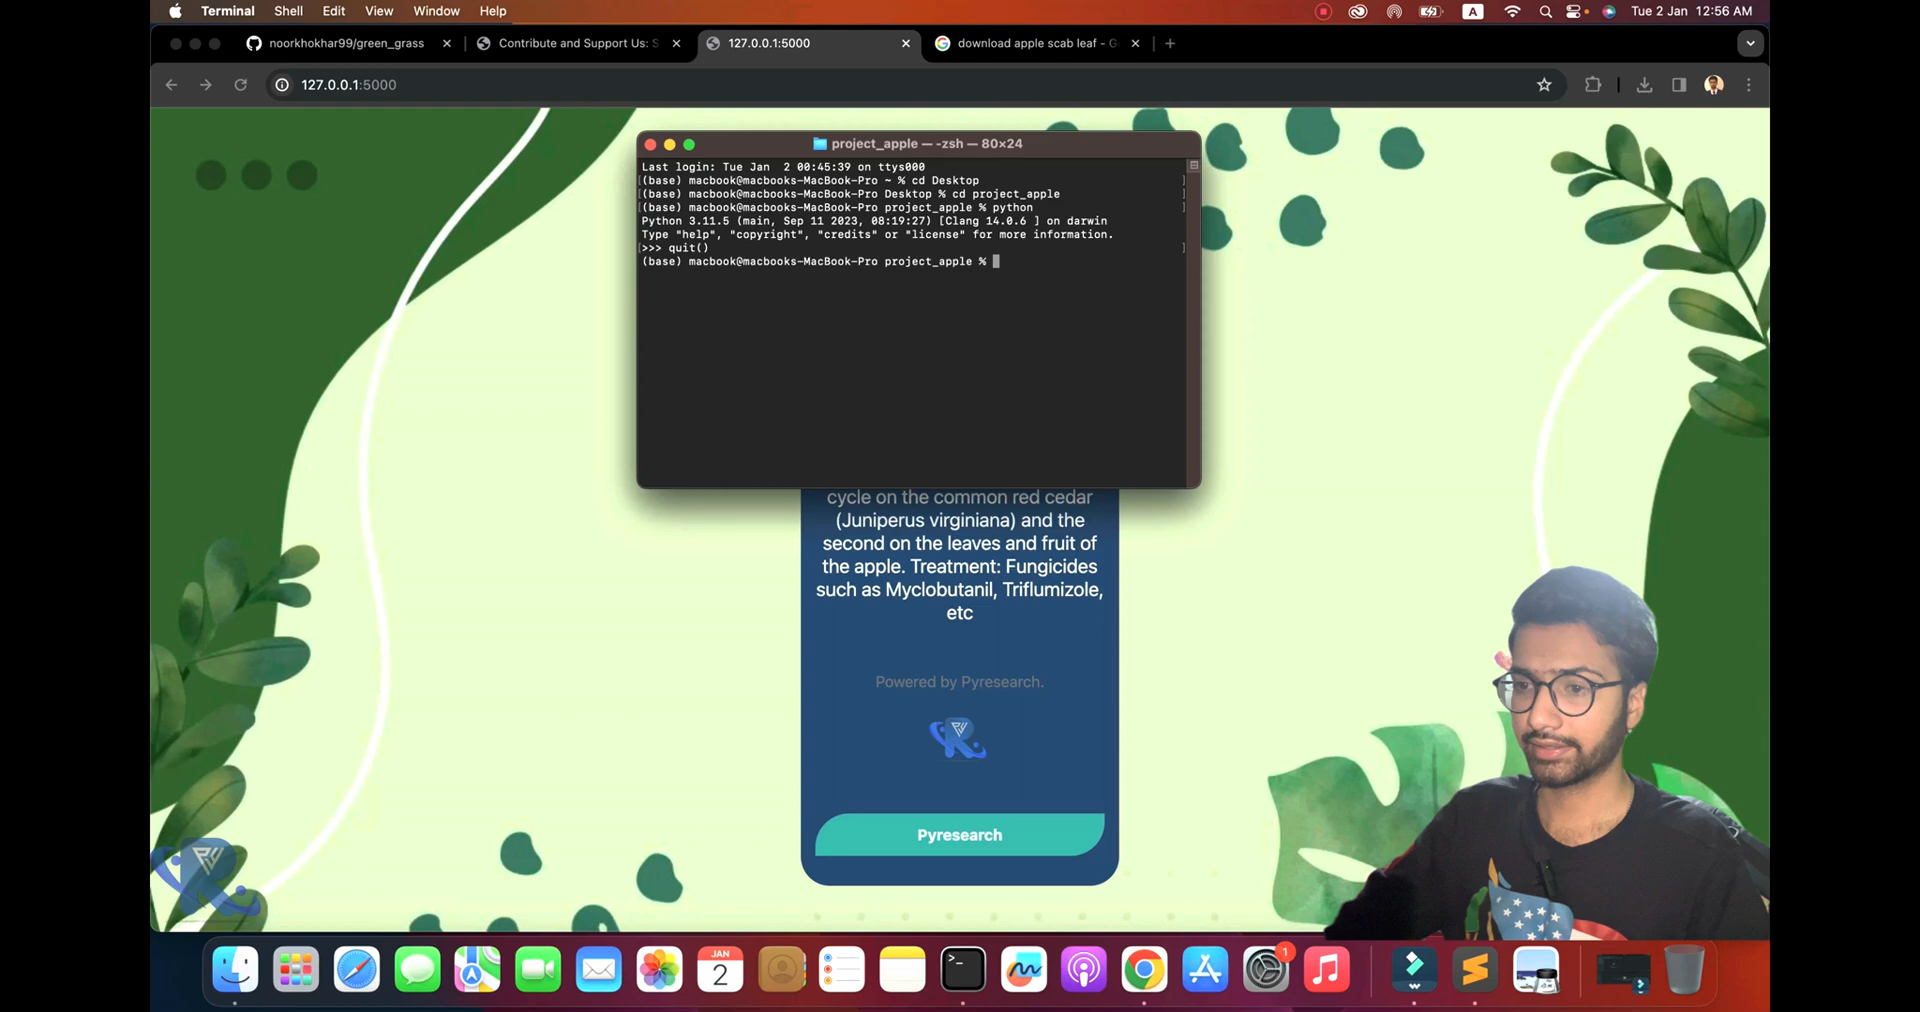 Terminal Shell Edit View Window Help A Tue 2 Jan 12:56 AM
noorkhokhar99/green_grass Contribute and Support Us: S 127.0.0.1:5000 download apple scab leaf - G
127.0.0.1:5000
project_apple — -zsh — 80×24
Last login: Tue Jan  2 00:45:39 on ttys000
[(base) macbook@macbooks-MacBook-Pro ~ % cd Desktop ]
[(base) macbook@macbooks-MacBook-Pro Desktop % cd project_apple ]
[(base) macbook@macbooks-MacBook-Pro project_apple % python ]
Python 3.11.5 (main, Sep 11 2023, 08:19:27) [Clang 14.0.6 ] on darwin
Type "help", "copyright", "credits" or "license" for more information.
[>>> quit() ]
(base) macbook@macbooks-MacBook-Pro project_apple %
cycle on the common red cedar
(Juniperus virginiana) and the
second on the leaves and fruit of
the apple. Treatment: Fungicides
such as Myclobutanil, Triflumizole,
etc
Powered by Pyresearch.
Pyresearch
JAN
2
1